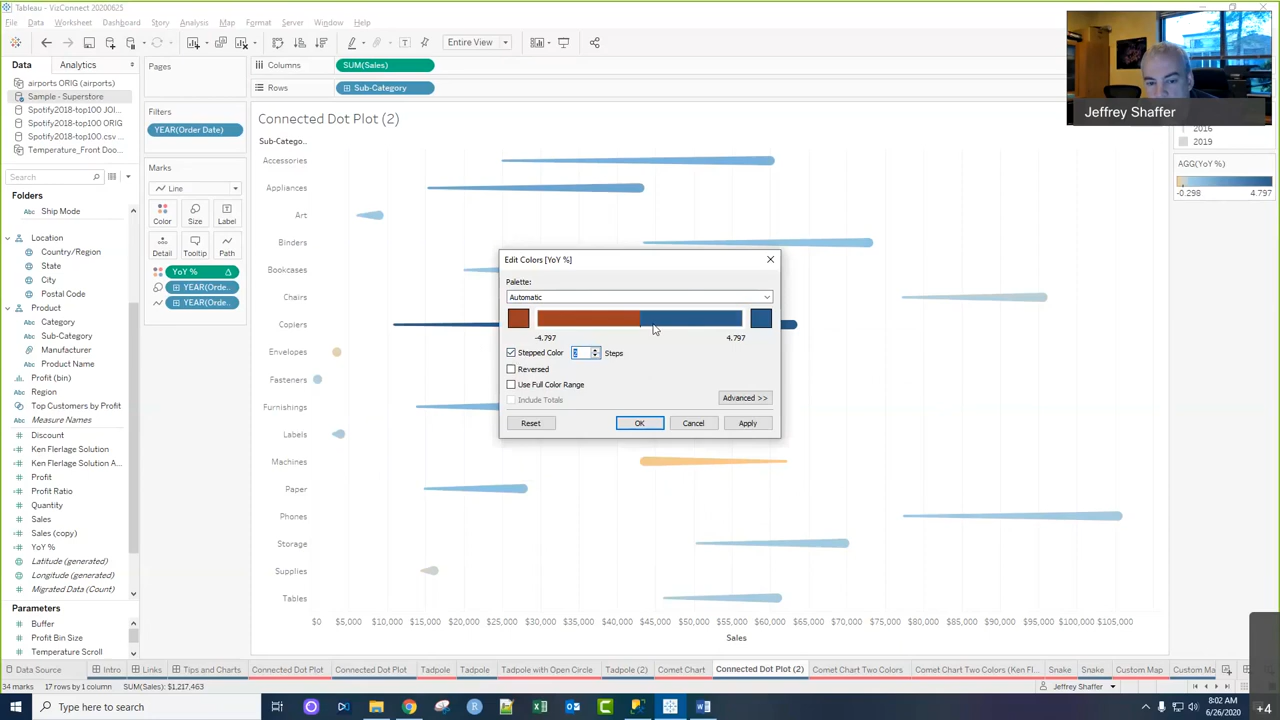 Tableau - VizConnect 20200625
File Data Worksheet Dashboard Story Analysis Map Format Server Window Help
Entire View
Data Analytics
airports ORIG (airports)
Sample - Superstore
Spotify2018-top100 JOI...
Spotify2018-top100 ORIG
Spotify2018-top100.csv ...
Temperature_Front Doo...
Search
Folders
Abc Ship Mode
Location
Country/Region
State
City
Postal Code
Product
Abc Category
Abc Sub-Category
Manufacturer
Abc Product Name
Profit (bin)
Abc Region
Top Customers by Profit
Abc Measure Names
Discount
Ken Flerlage Solution
Ken Flerlage Solution A...
Profit
Profit Ratio
Quantity
Sales
Sales (copy)
YoY %
Latitude (generated)
Longitude (generated)
Migrated Data (Count)
Parameters
Buffer
Profit Bin Size
Temperature Scroll
Pages
Filters
YEAR(Order Date)
Marks
Line
Color Size Label
Detail Tooltip Path
YoY %
YEAR(Orde..
YEAR(Orde..
Columns SUM(Sales)
Rows Sub-Category
Connected Dot Plot (2)
Sub-Catego..
Accessories
Appliances
Art
Binders
Bookcases
Chairs
Copiers
Envelopes
Fasteners
Furnishings
Labels
Machines
Paper
Phones
Storage
Supplies
Tables
$0 $5,000 $10,000 $15,000 $20,000 $25,000 $30,000 $35,000 $40,000 $45,000 $50,000 $55,000 $60,000 $65,000 $70,000 $75,000 $80,000 $85,000 $90,000 $95,000 $100,000 $105,000
Sales
Edit Colors [YoY %]
Palette:
Automatic
-4.797 4.797
Stepped Color 2 Steps
Reversed
Use Full Color Range
Include Totals
Advanced >>
Reset OK Cancel Apply
Jeffrey Shaffer
2016
2019
AGG(YoY %)
-0.298 4.797
Data Source Intro Links Tips and Charts Connected Dot Plot Connected Dot Plot Tadpole Tadpole Tadpole with Open Circle Tadpole (2) Comet Chart Connected Dot Plot (2) Comet Chart Two Colors Comet Chart Two Colors (Ken Fl... Snake Snake Custom Map Custom Ma
34 marks 17 rows by 1 column SUM(Sales): $1,217,463 Jeffrey Shaffer
Type here to search
8:02 AM
6/26/2020
+4